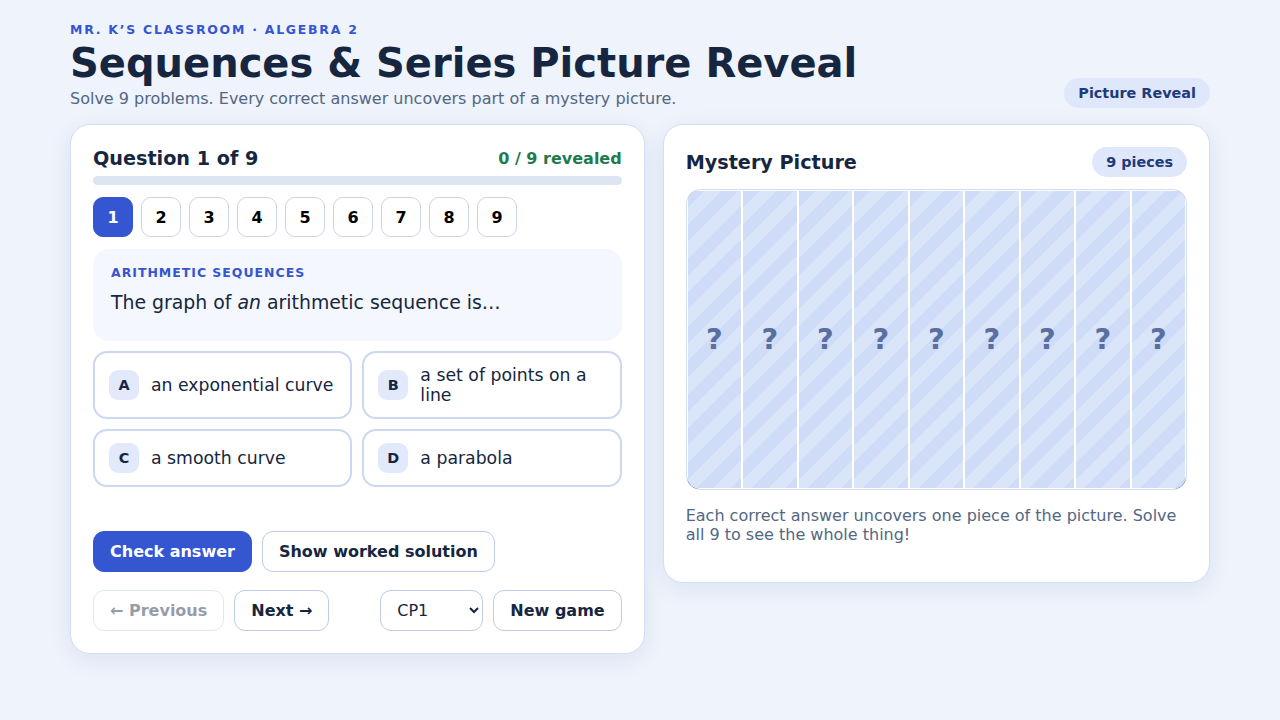 MR. K’S CLASSROOM · ALGEBRA 2
Sequences & Series Picture Reveal
Solve 9 problems. Every correct answer uncovers part of a mystery picture.
Picture Reveal
Question 1 of 9
0 / 9 revealed
1 2 3 4 5 6 7 8 9
ARITHMETIC SEQUENCES
The graph of an arithmetic sequence is…
A an exponential curve
B a set of points on a
line
C a smooth curve
D a parabola
Check answer
Show worked solution
← Previous
Next →
CP1
New game
Mystery Picture
9 pieces
? ? ? ? ? ? ? ? ?
Each correct answer uncovers one piece of the picture. Solve
all 9 to see the whole thing!